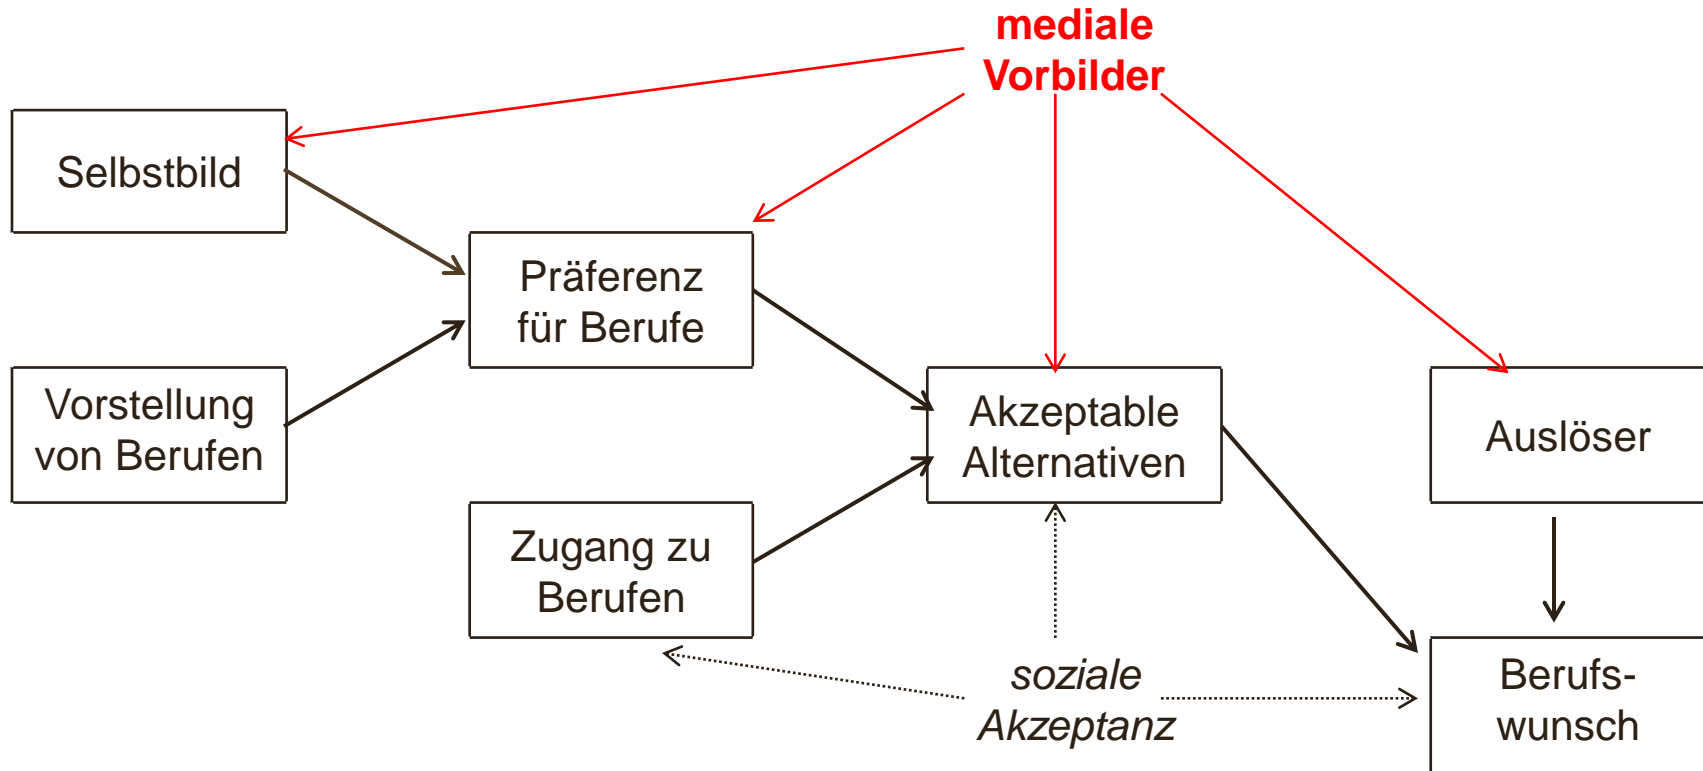 mediale
Vorbilder
Selbstbild
Präferenz
für Berufe
Vorstellung
von Berufen
Akzeptable
Alternativen
Auslöser
Zugang zu
Berufen
soziale
Akzeptanz
Berufs-
wunsch